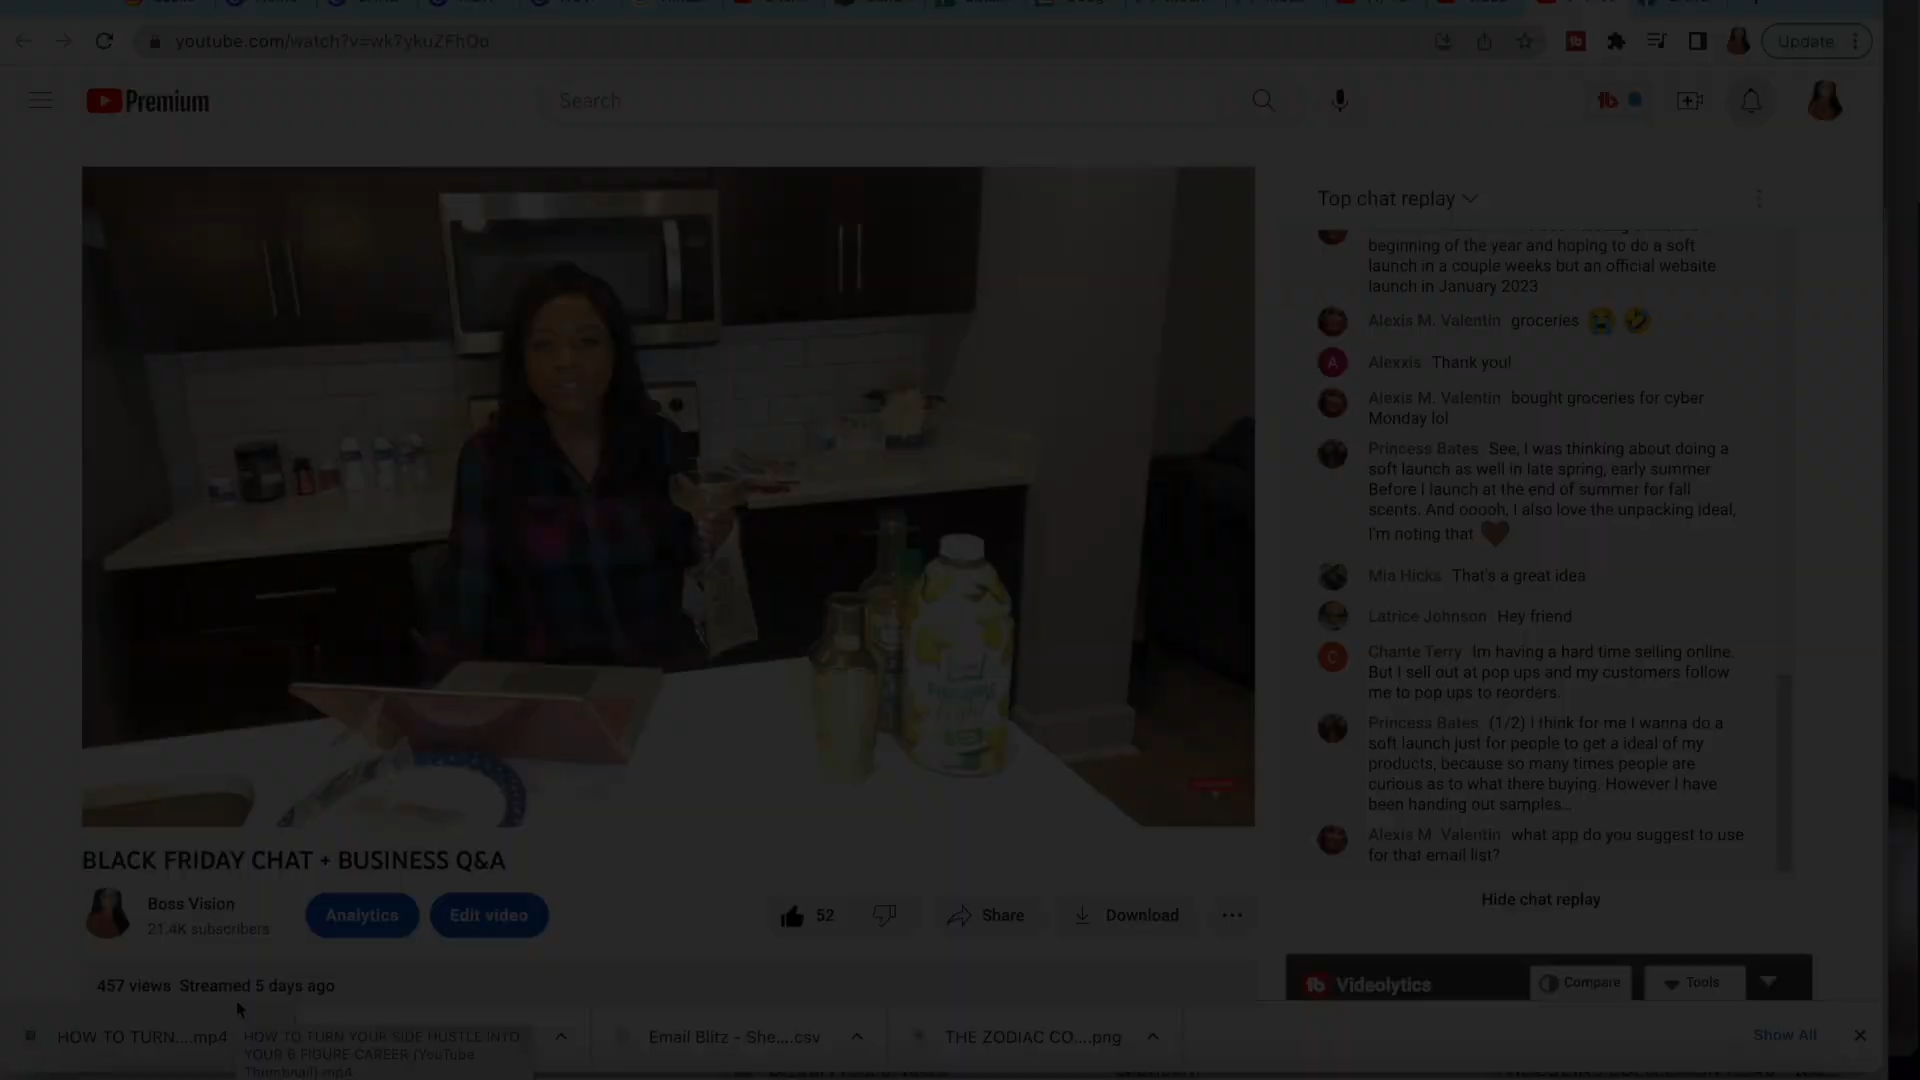 youtube.com/watch?v=wk7ykuZFhOo
Update
Premium
Search
Top chat replay
beginning of the year and hoping to do a soft
launch in a couple weeks but an official website
launch in January 2023
Alexis M. Valentin groceries 😭 🤣
Alexxis Thank you!
Alexis M. Valentin bought groceries for cyber
Monday lol
Princess Bates See, I was thinking about doing a
soft launch as well in late spring, early summer
Before I launch at the end of summer for fall
scents. And ooooh, I also love the unpacking ideal,
I'm noting that ❤️
Mia Hicks That's a great idea
Latrice Johnson Hey friend
Chante Terry Im having a hard time selling online.
But I sell out at pop ups and my customers follow
me to pop ups to reorders.
Princess Bates (1/2) I think for me I wanna do a
soft launch just for people to get a ideal of my
products, because so many times people are
curious as to what there buying. However I have
been handing out samples...
Alexis M. Valentin what app do you suggest to use
for that email list?
Hide chat replay
BLACK FRIDAY CHAT + BUSINESS Q&A
Boss Vision
21.4K subscribers
Analytics
Edit video
52
Share
Download
457 views Streamed 5 days ago
Videolytics
Compare
Tools
HOW TO TURN....mp4
HOW TO TURN YOUR SIDE HUSTLE INTO
YOUR 6 FIGURE CAREER (YouTube
Thumbnail).mp4
Email Blitz - She....csv
THE ZODIAC CO....png
Show All